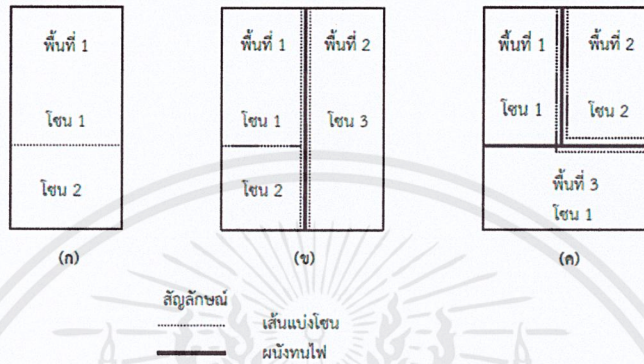 พื้นที่ 1
โซน 1
โซน 2
(ก)
พื้นที่ 1 พื้นที่ 2
โซน 1 โซน 3
โซน 2
(ข)
พื้นที่ 1 พื้นที่ 2
โซน 1 โซน 2
พื้นที่ 3
โซน 1
(ค)
สัญลักษณ์
เส้นแบ่งโซน
ผนังทนไฟ